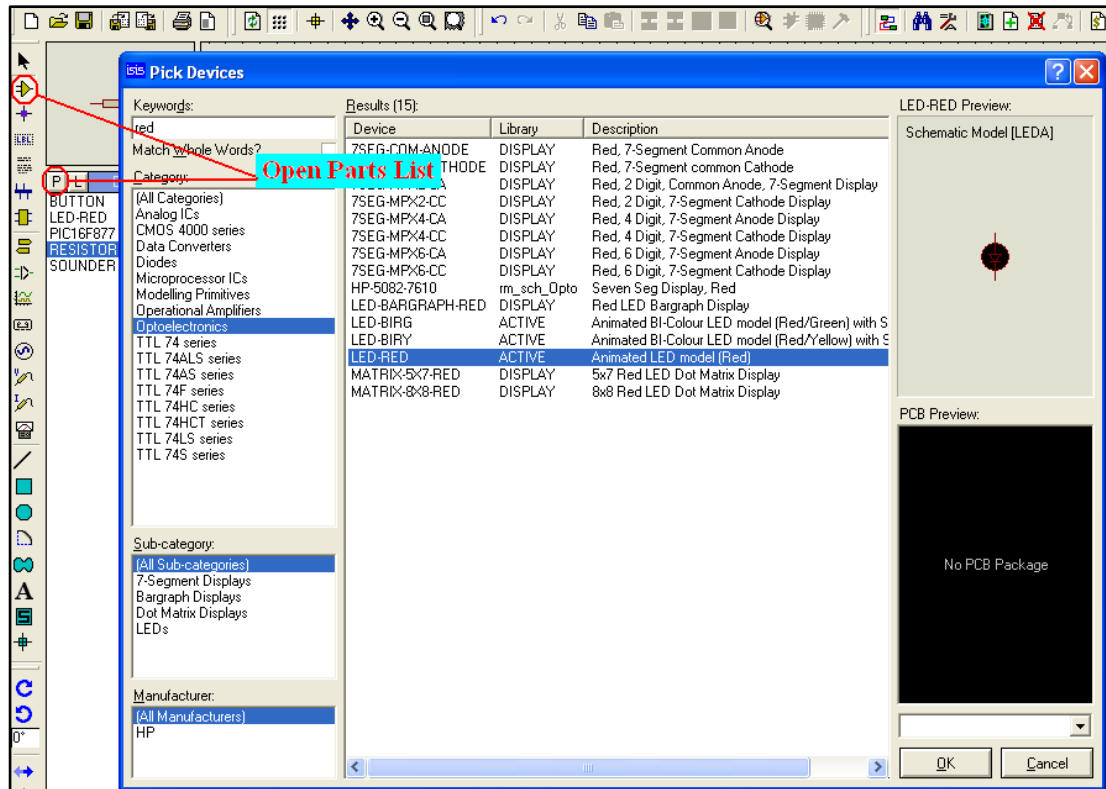 isis Pick Devices
Keywords:
red
Match Whole Words?
Open Parts List
P L
BUTTON
LED-RED
PIC16F877
RESISTOR
SOUNDER
LBL
A
S
0°
Category:
(All Categories)
Analog ICs
CMOS 4000 series
Data Converters
Diodes
Microprocessor ICs
Modelling Primitives
Operational Amplifiers
Optoelectronics
TTL 74 series
TTL 74ALS series
TTL 74AS series
TTL 74F series
TTL 74HC series
TTL 74HCT series
TTL 74LS series
TTL 74S series
Sub-category:
(All Sub-categories)
7-Segment Displays
Bargraph Displays
Dot Matrix Displays
LEDs
Manufacturer:
(All Manufacturers)
HP
Results (15):
Device Library Description
7SEG-COM-ANODE DISPLAY Red, 7-Segment Common Anode
THODE DISPLAY Red, 7-Segment common Cathode
DISPLAY Red, 2 Digit, Common Anode, 7-Segment Display
7SEG-MPX2-CC DISPLAY Red, 2 Digit, 7-Segment Cathode Display
7SEG-MPX4-CA DISPLAY Red, 4 Digit, 7-Segment Anode Display
7SEG-MPX4-CC DISPLAY Red, 4 Digit, 7-Segment Cathode Display
7SEG-MPX6-CA DISPLAY Red, 6 Digit, 7-Segment Anode Display
7SEG-MPX6-CC DISPLAY Red, 6 Digit, 7-Segment Cathode Display
HP-5082-7610 rm_sch_Opto Seven Seg Display, Red
LED-BARGRAPH-RED DISPLAY Red LED Bargraph Display
LED-BIRG ACTIVE Animated BI-Colour LED model (Red/Green) with S
LED-BIRY ACTIVE Animated BI-Colour LED model (Red/Yellow) with S
LED-RED ACTIVE Animated LED model (Red)
MATRIX-5X7-RED DISPLAY 5x7 Red LED Dot Matrix Display
MATRIX-8X8-RED DISPLAY 8x8 Red LED Dot Matrix Display
LED-RED Preview:
Schematic Model [LEDA]
PCB Preview:
No PCB Package
OK Cancel